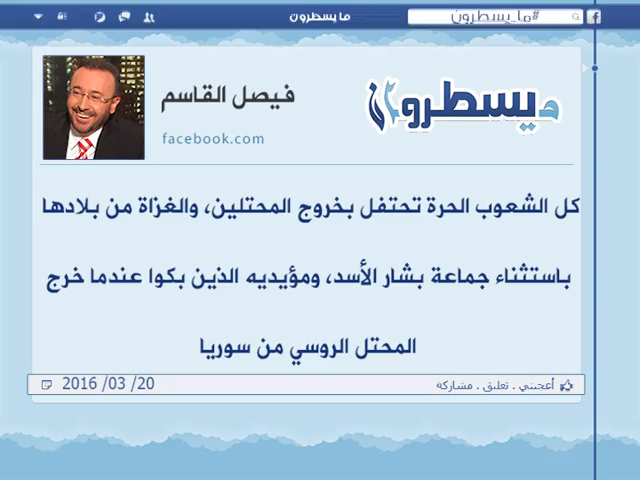 ما يسطرون
#ما_يسطرون
ما يسطرون
فيصل القاسم
facebook.com
كل الشعوب الحرة تحتفل بخروج المحتلين، والغزاة من بلادها
باستثناء جماعة بشار الأسد، ومؤيديه الذين بكوا عندما خرج
المحتل الروسي من سوريا
أعجبني . تعليق . مشاركه
2016 /03 /20